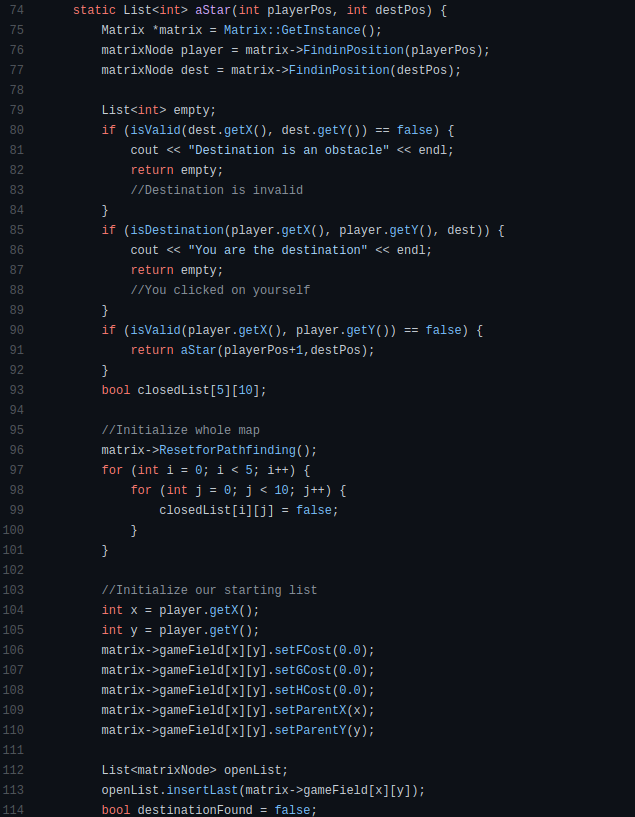 74 static List<int> aStar(int playerPos, int destPos) {
75 Matrix *matrix = Matrix::GetInstance();
76 matrixNode player = matrix->FindinPosition(playerPos);
77 matrixNode dest = matrix->FindinPosition(destPos);
78
79 List<int> empty;
80 if (isValid(dest.getX(), dest.getY()) == false) {
81 cout << "Destination is an obstacle" << endl;
82 return empty;
83 //Destination is invalid
84 }
85 if (isDestination(player.getX(), player.getY(), dest)) {
86 cout << "You are the destination" << endl;
87 return empty;
88 //You clicked on yourself
89 }
90 if (isValid(player.getX(), player.getY()) == false) {
91 return aStar(playerPos+1,destPos);
92 }
93 bool closedList[5][10];
94
95 //Initialize whole map
96 matrix->ResetforPathfinding();
97 for (int i = 0; i < 5; i++) {
98 for (int j = 0; j < 10; j++) {
99 closedList[i][j] = false;
100 }
101 }
102
103 //Initialize our starting list
104 int x = player.getX();
105 int y = player.getY();
106 matrix->gameField[x][y].setFCost(0.0);
107 matrix->gameField[x][y].setGCost(0.0);
108 matrix->gameField[x][y].setHCost(0.0);
109 matrix->gameField[x][y].setParentX(x);
110 matrix->gameField[x][y].setParentY(y);
111
112 List<matrixNode> openList;
113 openList.insertLast(matrix->gameField[x][y]);
114 bool destinationFound = false;